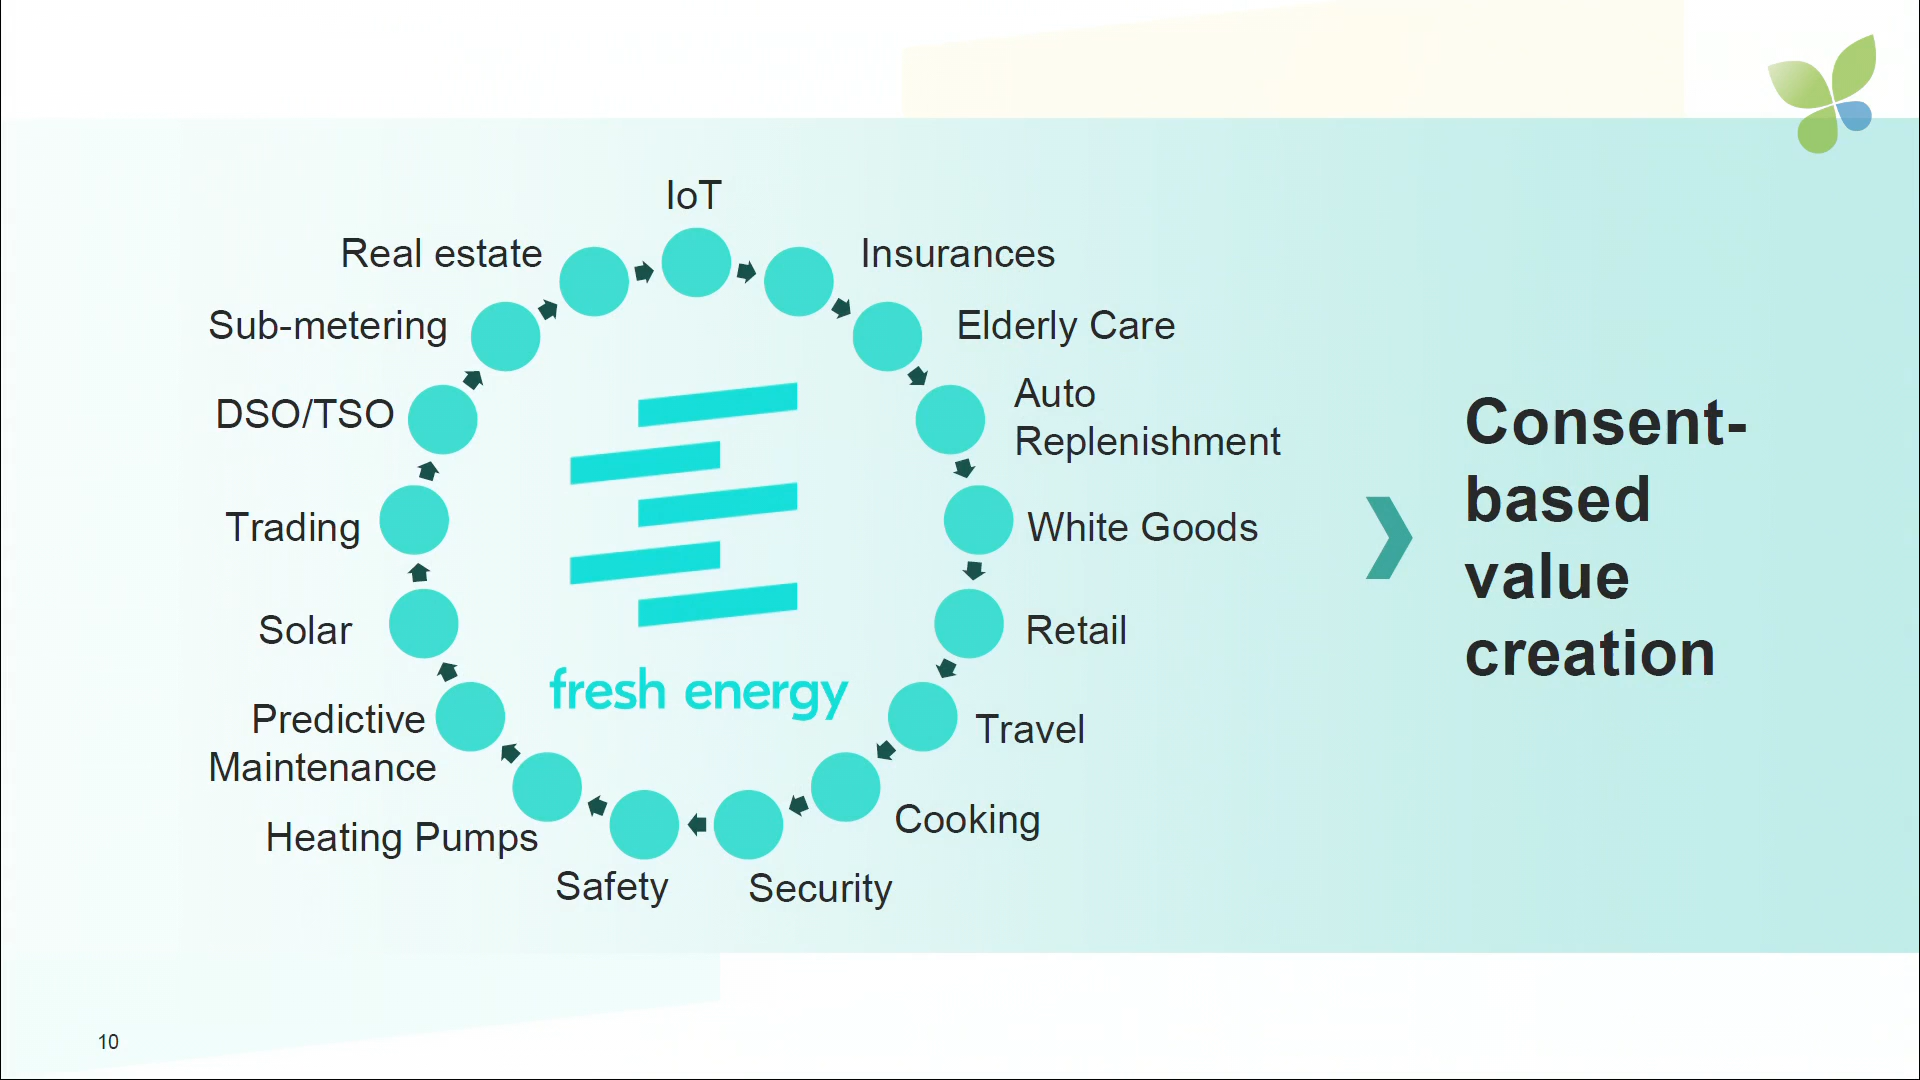 IoT
Real estate
Insurances
Sub-metering
Elderly Care
DSO/TSO
Auto
Replenishment
Trading
White Goods
Solar
Retail
Predictive
Maintenance
Travel
Heating Pumps
Cooking
Safety
Security
fresh energy
Consent-
based
value
creation
10